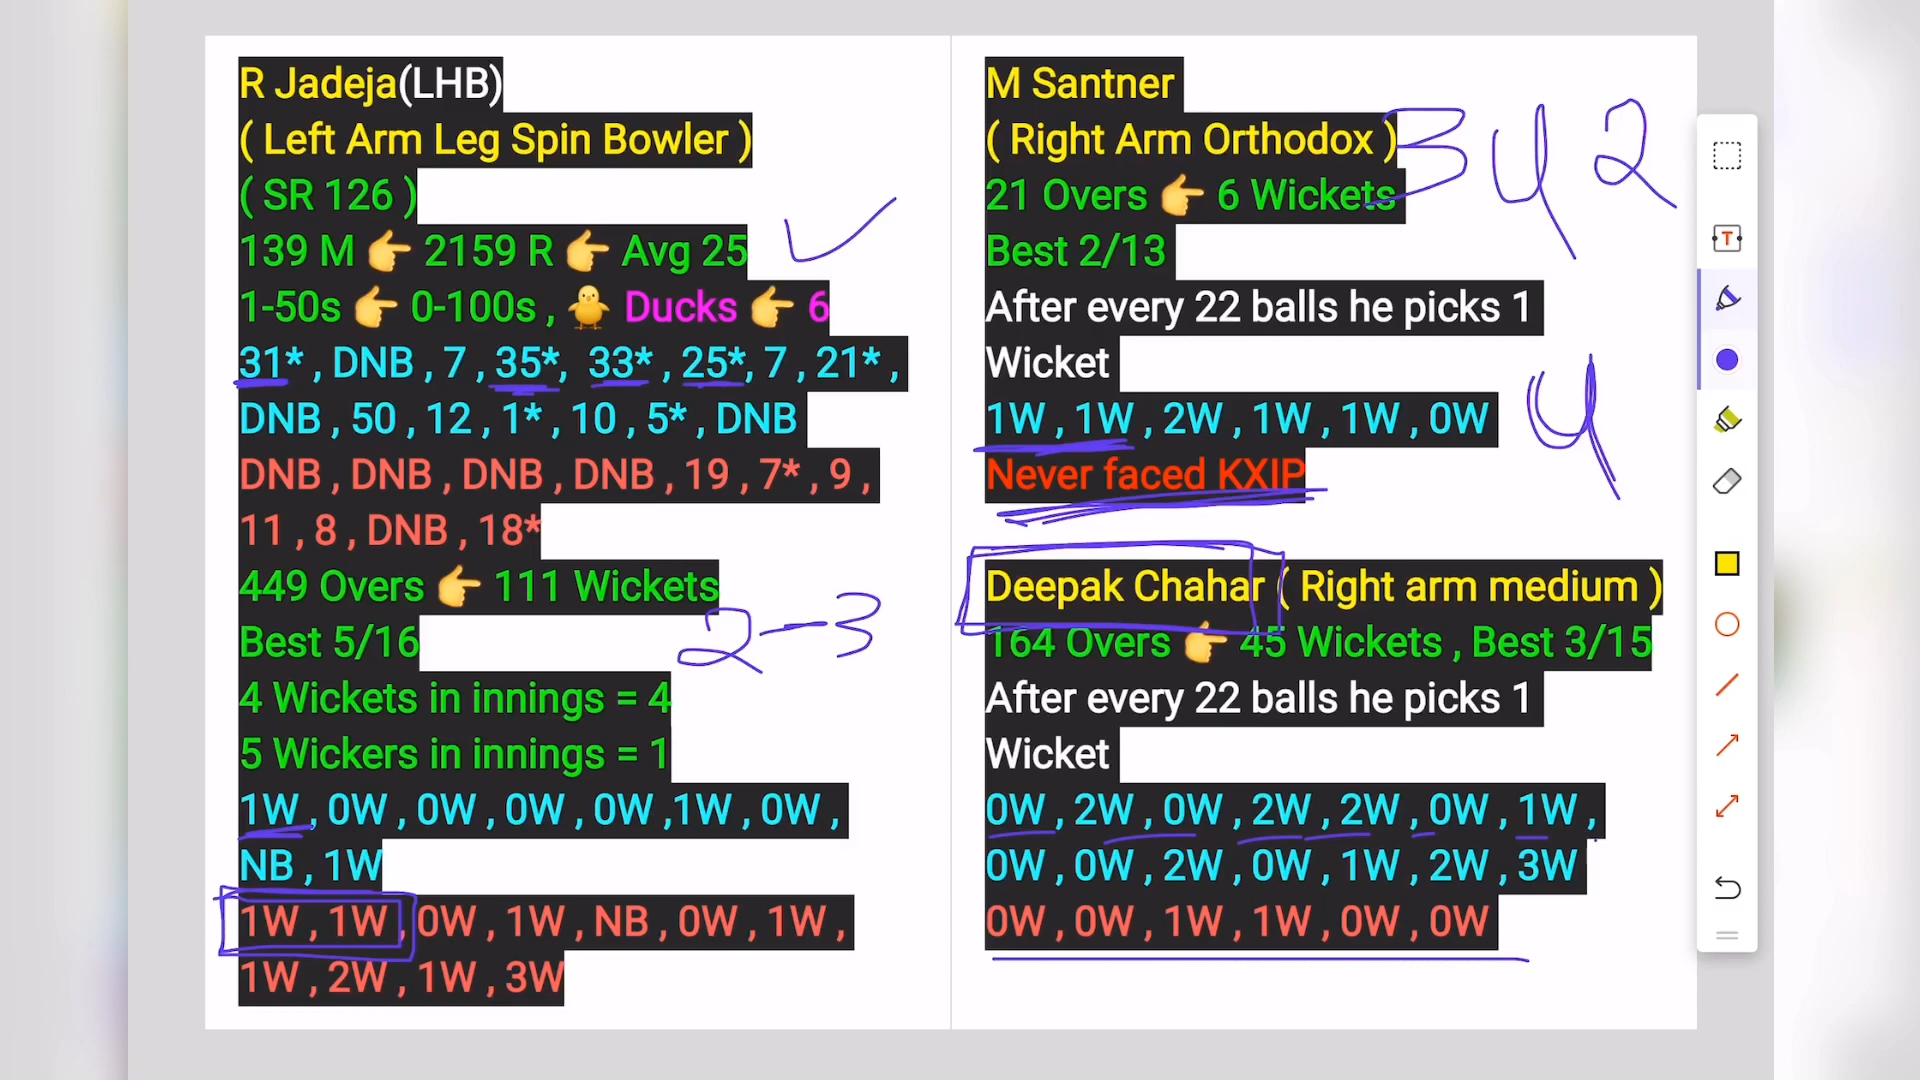 R Jadeja(LHB)
( Left Arm Leg Spin Bowler )
( SR 126 )
139 M 👉 2159 R 👉 Avg 25
1-50s 👉 0-100s , 🐥 Ducks 👉 6
31* , DNB , 7 , 35*, 33* , 25*, 7 , 21* ,
DNB , 50 , 12 , 1* , 10 , 5* , DNB
DNB , DNB , DNB , DNB , 19 , 7* , 9 ,
11 , 8 , DNB , 18*
449 Overs 👉 111 Wickets
Best 5/16
2-3
4 Wickets in innings = 4
5 Wickers in innings = 1
1W , 0W , 0W , 0W , 0W ,1W , 0W ,
NB , 1W
1W , 1W , 0W , 1W , NB , 0W , 1W ,
1W , 2W , 1W , 3W
M Santner
( Right Arm Orthodox )
3 4 2
21 Overs 👉 6 Wickets
Best 2/13
After every 22 balls he picks 1
Wicket
1W , 1W , 2W , 1W , 1W , 0W
4
Never faced KXIP
Deepak Chahar ( Right arm medium )
164 Overs 👉 45 Wickets , Best 3/15
After every 22 balls he picks 1
Wicket
0W , 2W , 0W , 2W , 2W , 0W , 1W ,
0W , 0W , 2W , 0W , 1W , 2W , 3W
0W , 0W , 1W , 1W , 0W , 0W
T